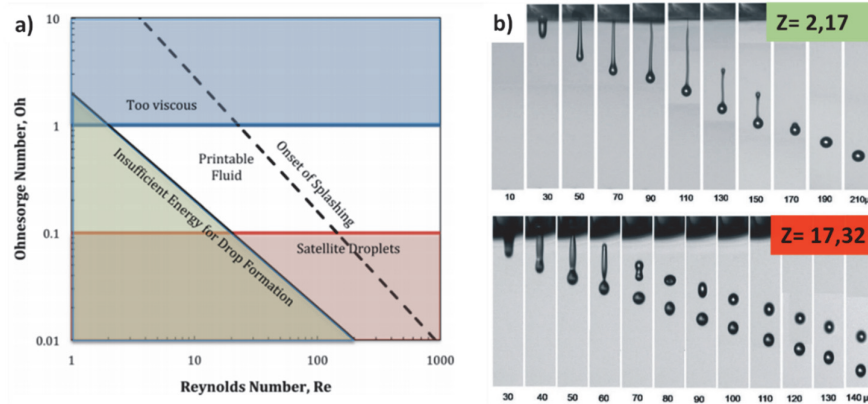 a)
10
1
0.1
0.01
Ohnesorge Number, Oh
Too viscous
Printable
Fluid
Onset of Splashing
Insufficient Energy for Drop Formation
Satellite Droplets
1
10
100
1000
Reynolds Number, Re
b)
Z= 2,17
10 30 50 70 90 110 130 150 170 190 210µ
Z= 17,32
30 40 50 60 70 80 90 100 110 120 130 140 µ